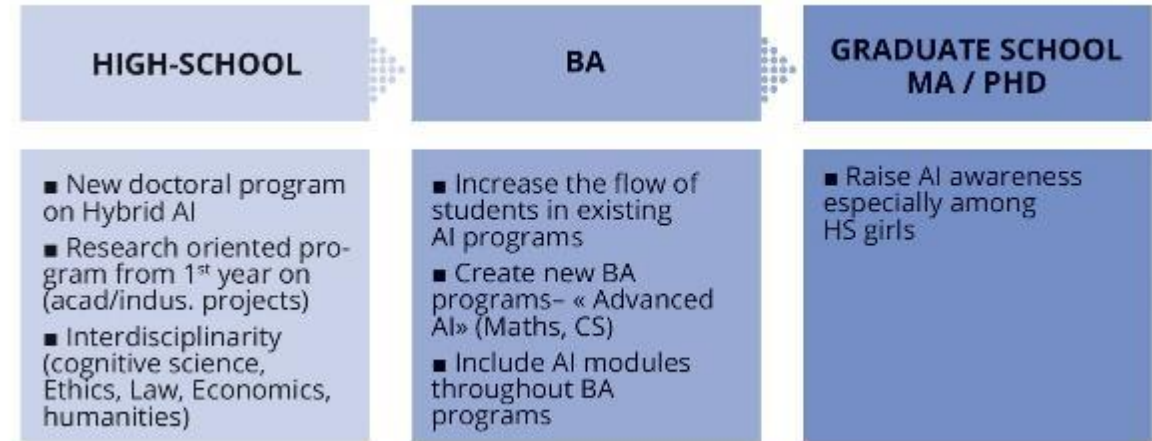 HIGH-SCHOOL
■ New doctoral program
on Hybrid AI
■ Research oriented pro-
gram from 1st year on
(acad/indus. projects)
■ Interdisciplinarity
(cognitive science,
Ethics, Law, Economics,
humanities)
BA
■ Increase the flow of
students in existing
AI programs
■ Create new BA
programs– « Advanced
AI» (Maths, CS)
■ Include AI modules
throughout BA
programs
GRADUATE SCHOOL
MA / PHD
■ Raise AI awareness
especially among
HS girls